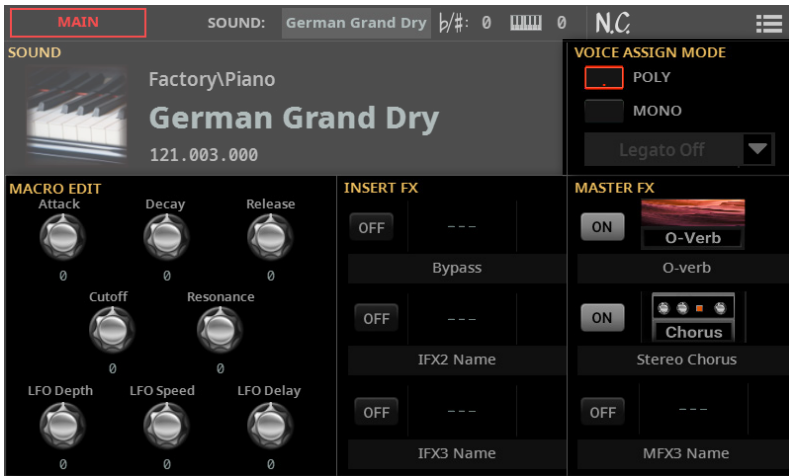 MAIN SOUND: German Grand Dry ♭/♯: 0 0 N.C.
SOUND
Factory\Piano
German Grand Dry
121.003.000
VOICE ASSIGN MODE
POLY
MONO
Legato Off
MACRO EDIT
Attack Decay Release
0 0 0
Cutoff Resonance
0 0
LFO Depth LFO Speed LFO Delay
0 0 0
INSERT FX
OFF ---
Bypass
OFF ---
IFX2 Name
OFF ---
IFX3 Name
MASTER FX
ON O-Verb
O-verb
ON Chorus
Stereo Chorus
OFF ---
MFX3 Name